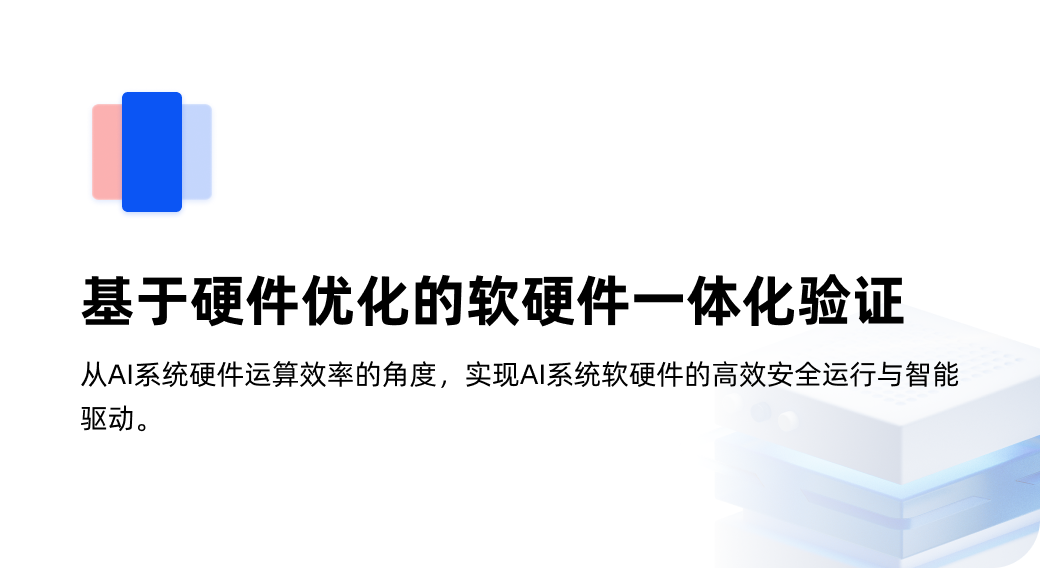 基于硬件优化的软硬件一体化验证
从AI系统硬件运算效率的角度，实现AI系统软硬件的高效安全运行与智能
驱动。